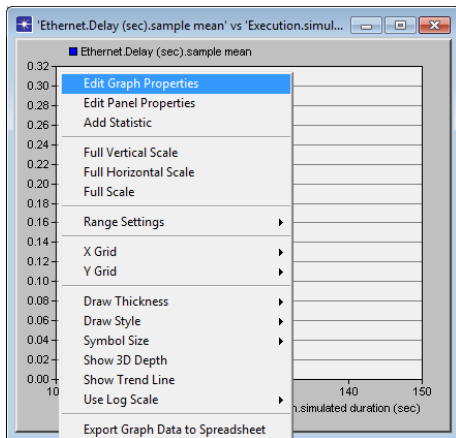 'Ethernet.Delay (sec).sample mean' vs 'Execution.simul...
Ethernet.Delay (sec).sample mean
0.32
0.30
Edit Graph Properties
0.28
Edit Panel Properties
0.26
Add Statistic
0.24
Full Vertical Scale
0.22
Full Horizontal Scale
0.20
Full Scale
0.18
0.16
Range Settings
0.14
X Grid
0.12
Y Grid
0.10
0.08
Draw Thickness
0.06
Draw Style
0.04
Symbol Size
0.02
Show 3D Depth
0.00
Show Trend Line
10 140 150
Use Log Scale
n.simulated duration (sec)
Export Graph Data to Spreadsheet